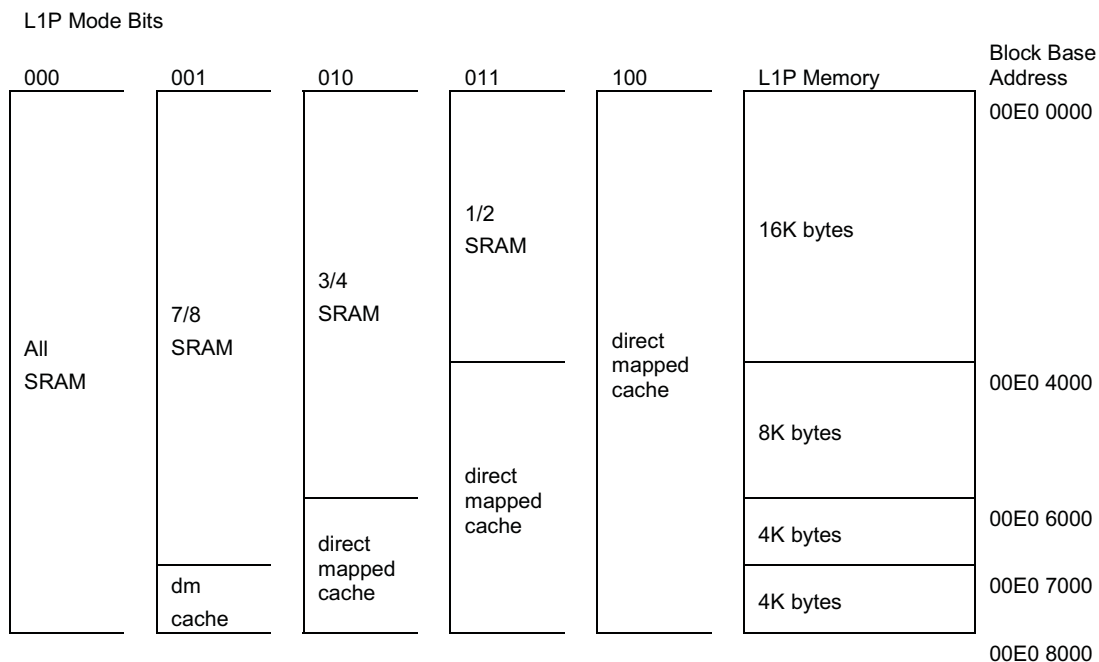 L1P Mode Bits
Block Base
000 001 010 011 100 L1P Memory Address
00E0 0000
1/2
SRAM
16K bytes
3/4
SRAM
7/8
SRAM
direct
mapped
cache
All
SRAM
00E0 4000
8K bytes
direct
mapped
cache
00E0 6000
4K bytes
direct
mapped
cache
dm
cache
00E0 7000
4K bytes
00E0 8000